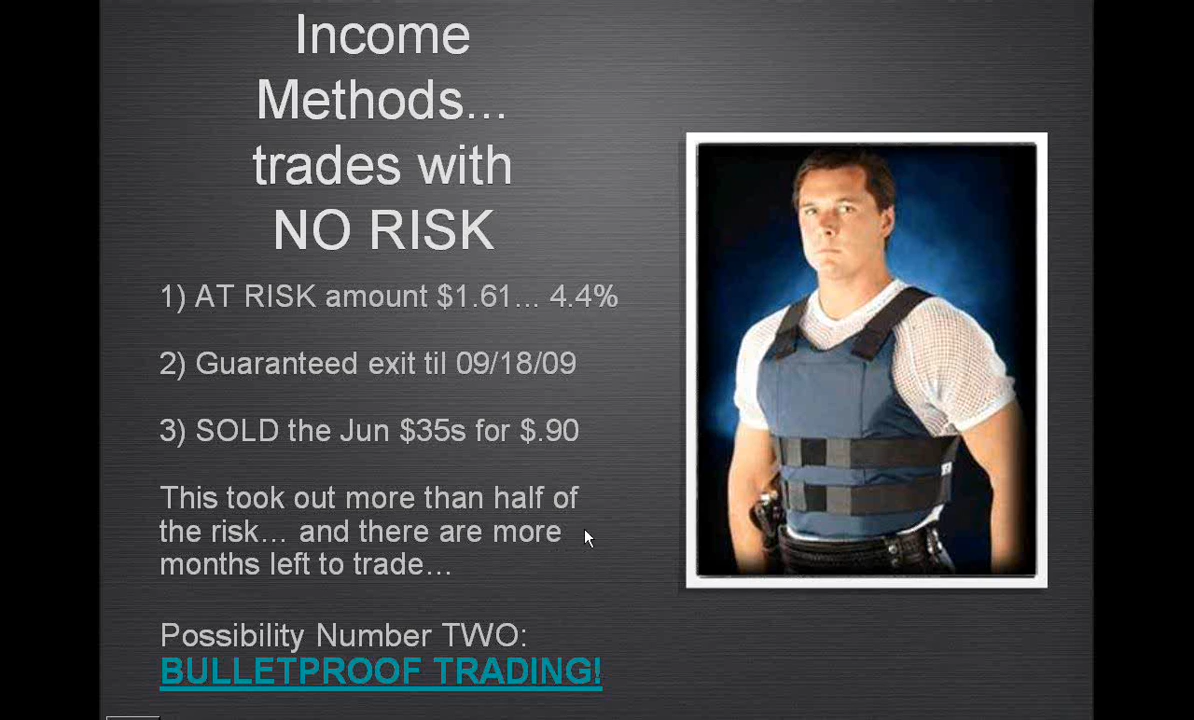 Income
Methods...
trades with
NO RISK
1) AT RISK amount $1.61... 4.4%
2) Guaranteed exit til 09/18/09
3) SOLD the Jun $35s for $.90
This took out more than half of
the risk... and there are more
months left to trade...
Possibility Number TWO:
BULLETPROOF TRADING!